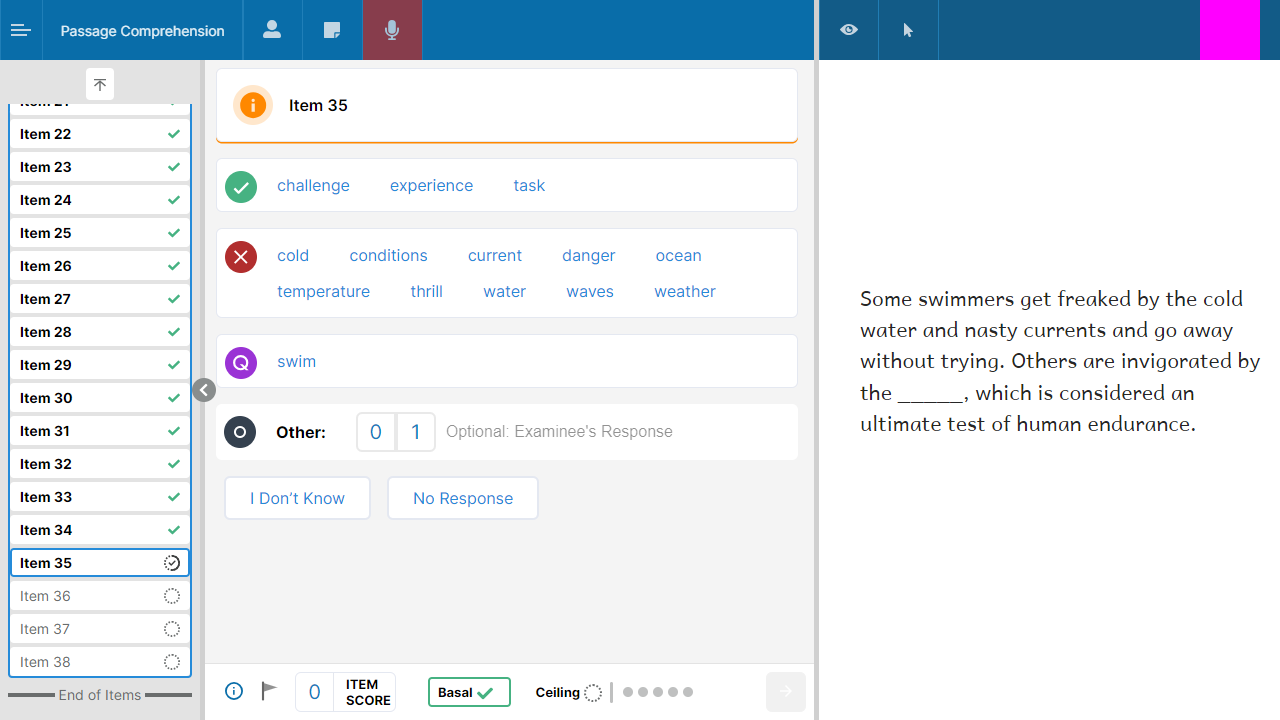 Passage Comprehension
Item 22
Item 23
Item 24
Item 25
Item 26
Item 27
Item 28
Item 29
Item 30
Item 31
Item 32
Item 33
Item 34
Item 35
Item 36
Item 37
Item 38
End of Items
Item 35
challenge experience task
cold conditions current danger ocean
temperature thrill water waves weather
Q swim
Other: 0 1 Optional: Examinee's Response
I Don't Know No Response
0 ITEM SCORE Basal Ceiling
Some swimmers get freaked by the cold
water and nasty currents and go away
without trying. Others are invigorated by
the _____, which is considered an
ultimate test of human endurance.